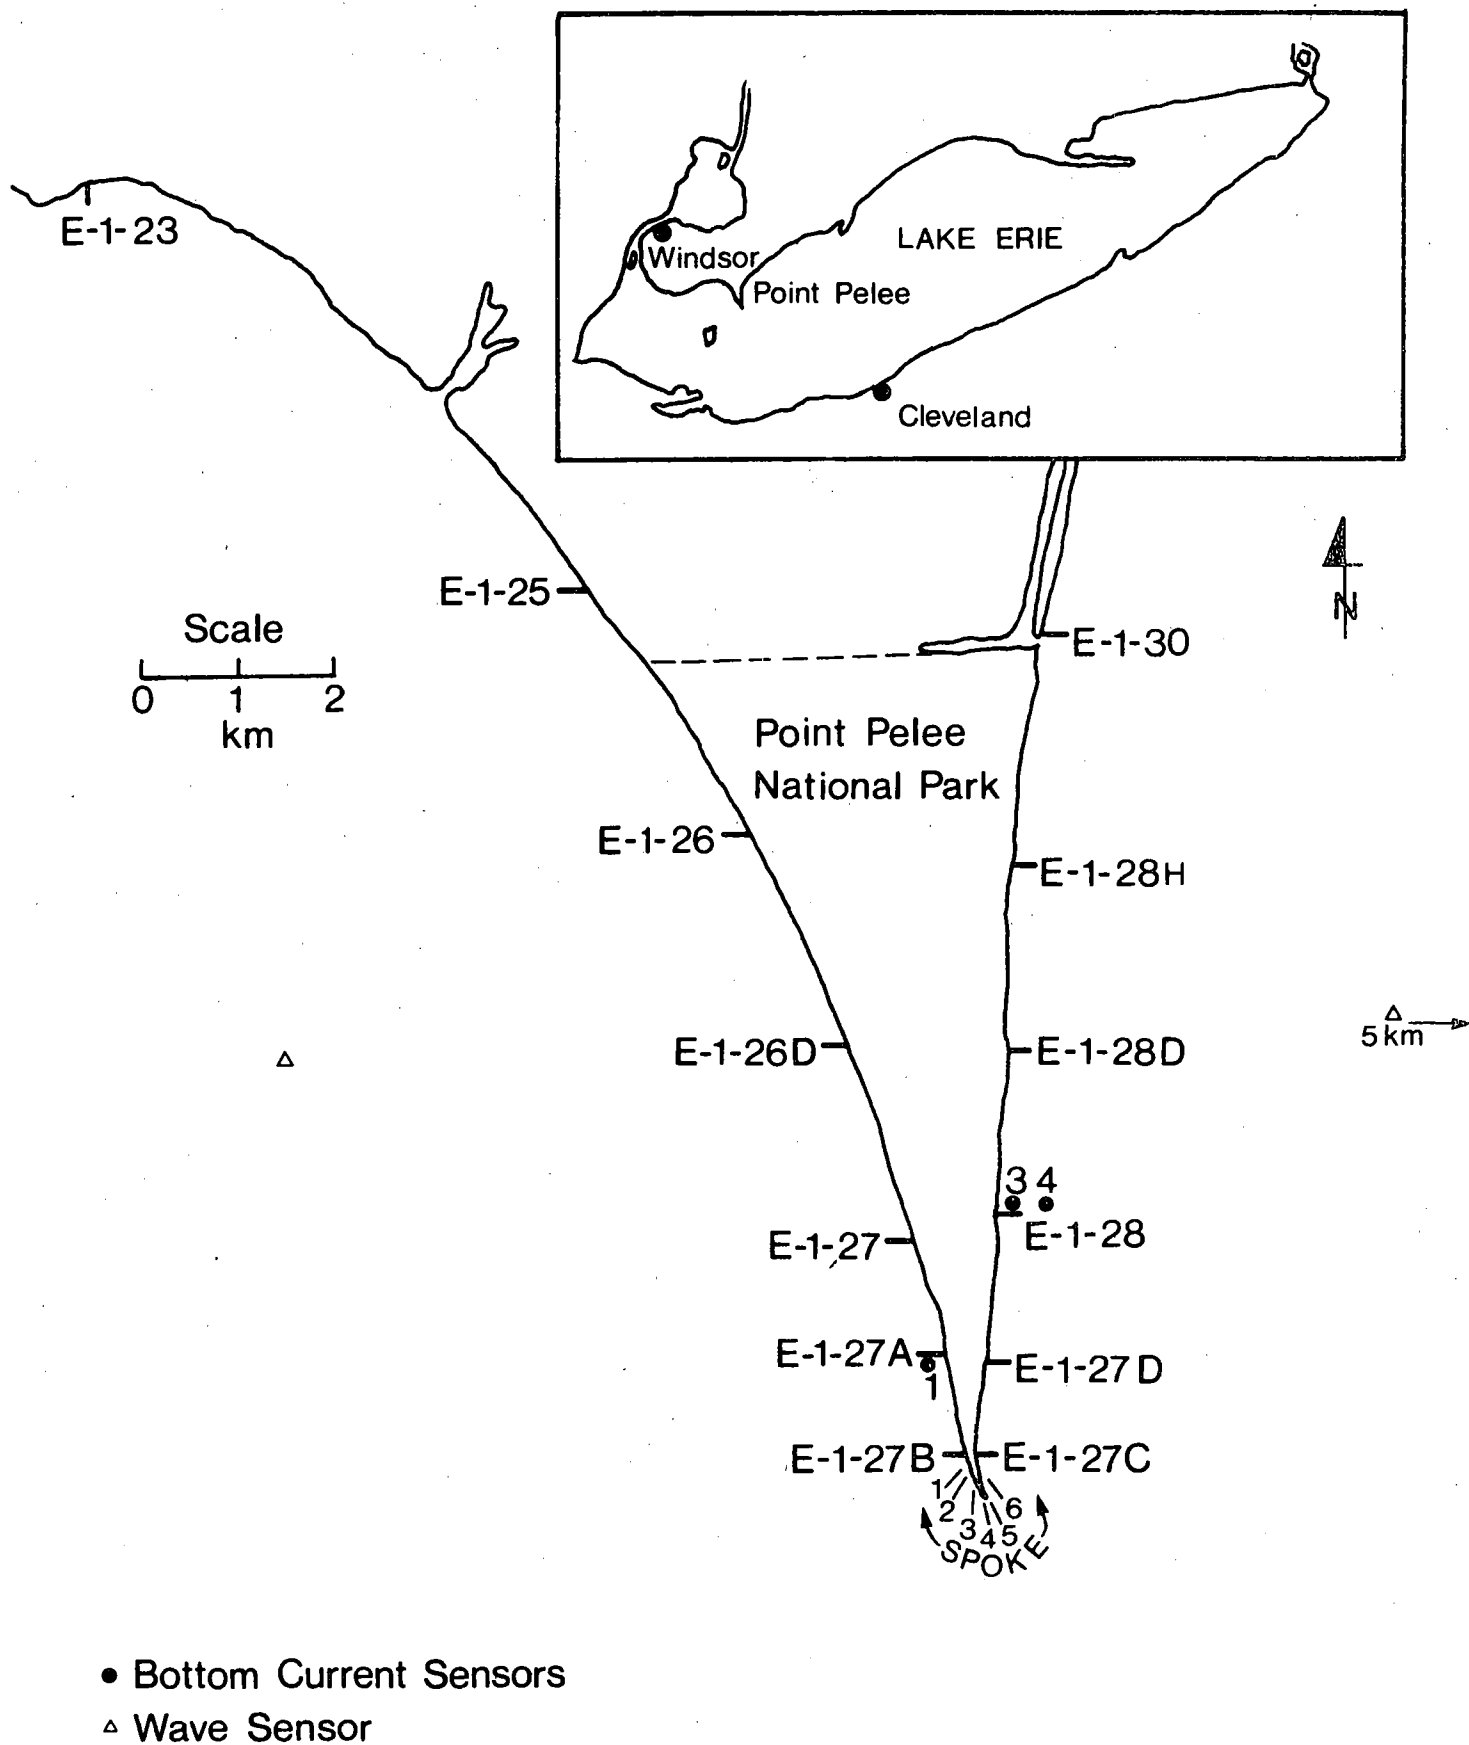 LAKE ERIE
Windsor
Point Pelee
Cleveland
E-1-23
E-1-25
Scale
0 1 2
km
N
E-1-30
Point Pelee
National Park
E-1-26
E-1-28H
E-1-26D
E-1-28D
5km
3 4
E-1-28
E-1-27
E-1-27A
1
E-1-27D
E-1-27B
E-1-27C
1
2
3
4
5
6
SPOKE
Bottom Current Sensors
Wave Sensor